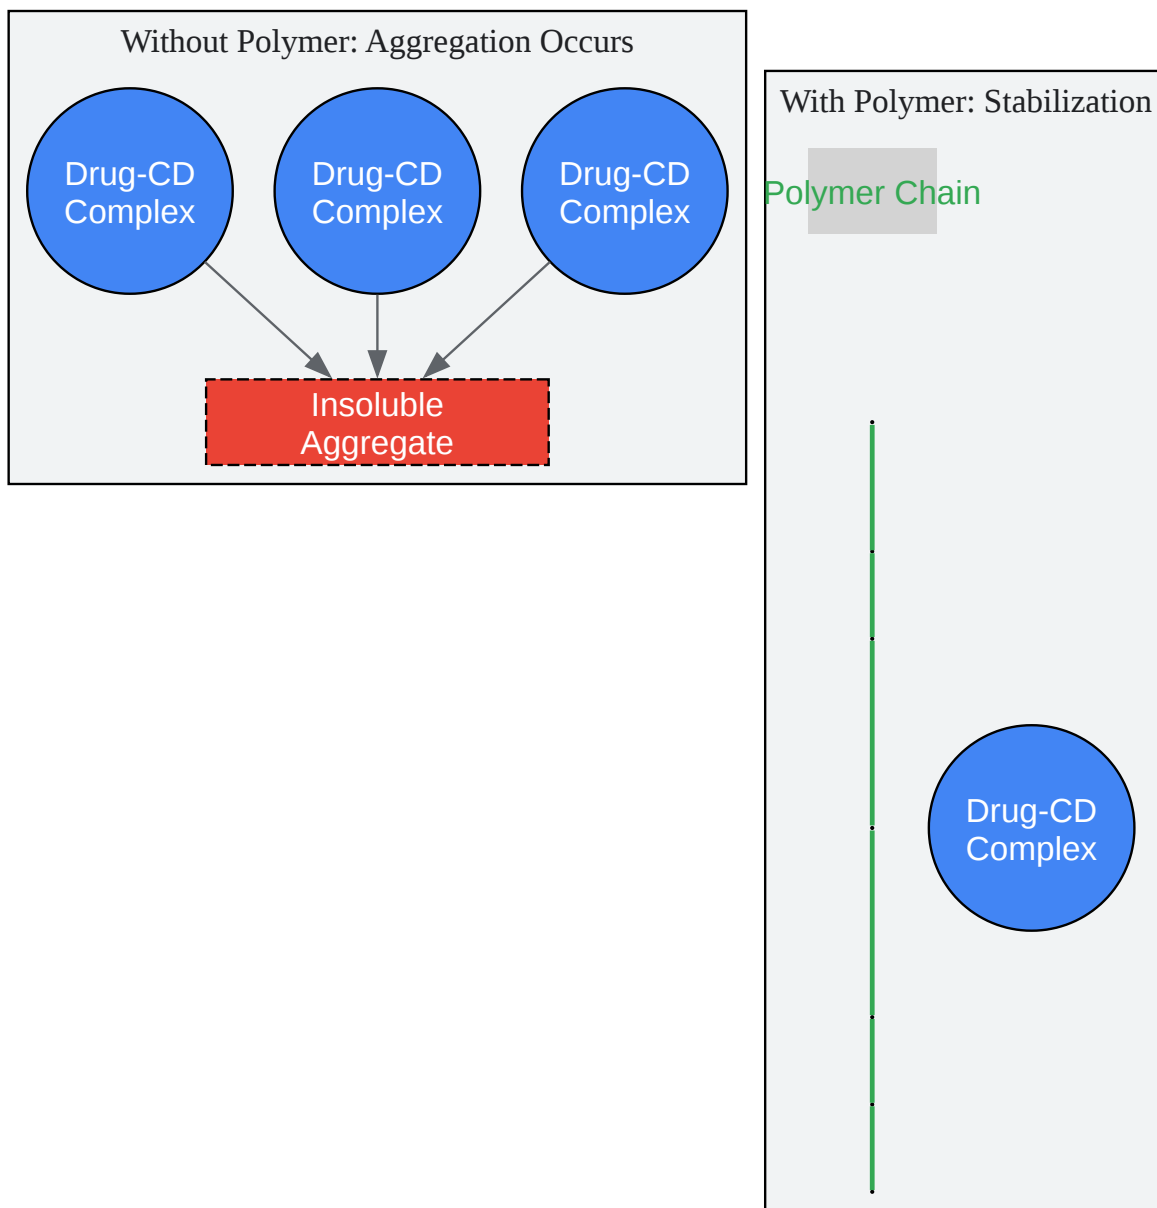 Without Polymer: Aggregation Occurs
Drug-CD
Complex
Drug-CD
Complex
Drug-CD
Complex
Insoluble
Aggregate
With Polymer: Stabilization
Polymer Chain
Drug-CD
Complex